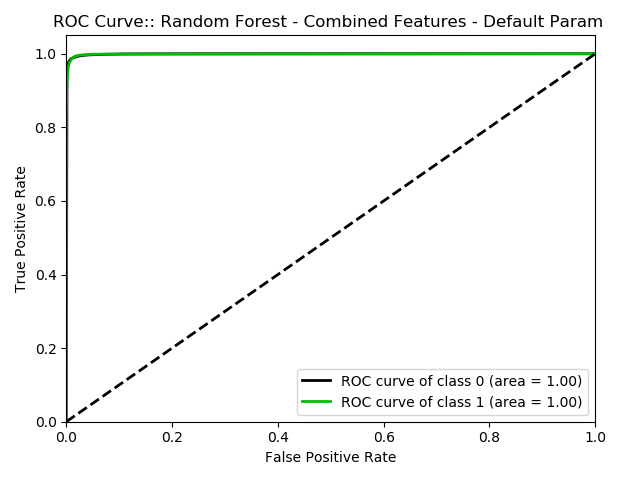 ROC Curve:: Random Forest - Combined Features - Default Param
1.0
0.8
0.6
0.4
0.2
0.0
True Positive Rate
ROC curve of class 0 (area = 1.00)
ROC curve of class 1 (area = 1.00)
0.0 0.2 0.4 0.6 0.8 1.0
False Positive Rate